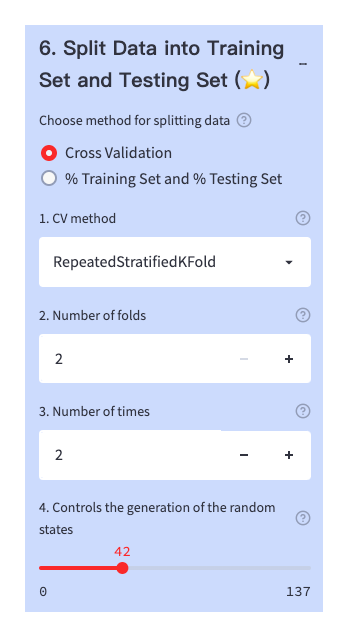 6. Split Data into Training
Set and Testing Set (⭐)
Choose method for splitting data
Cross Validation
% Training Set and % Testing Set
1. CV method
RepeatedStratifiedKFold
2. Number of folds
2
3. Number of times
2
4. Controls the generation of the random
states
42
0 137